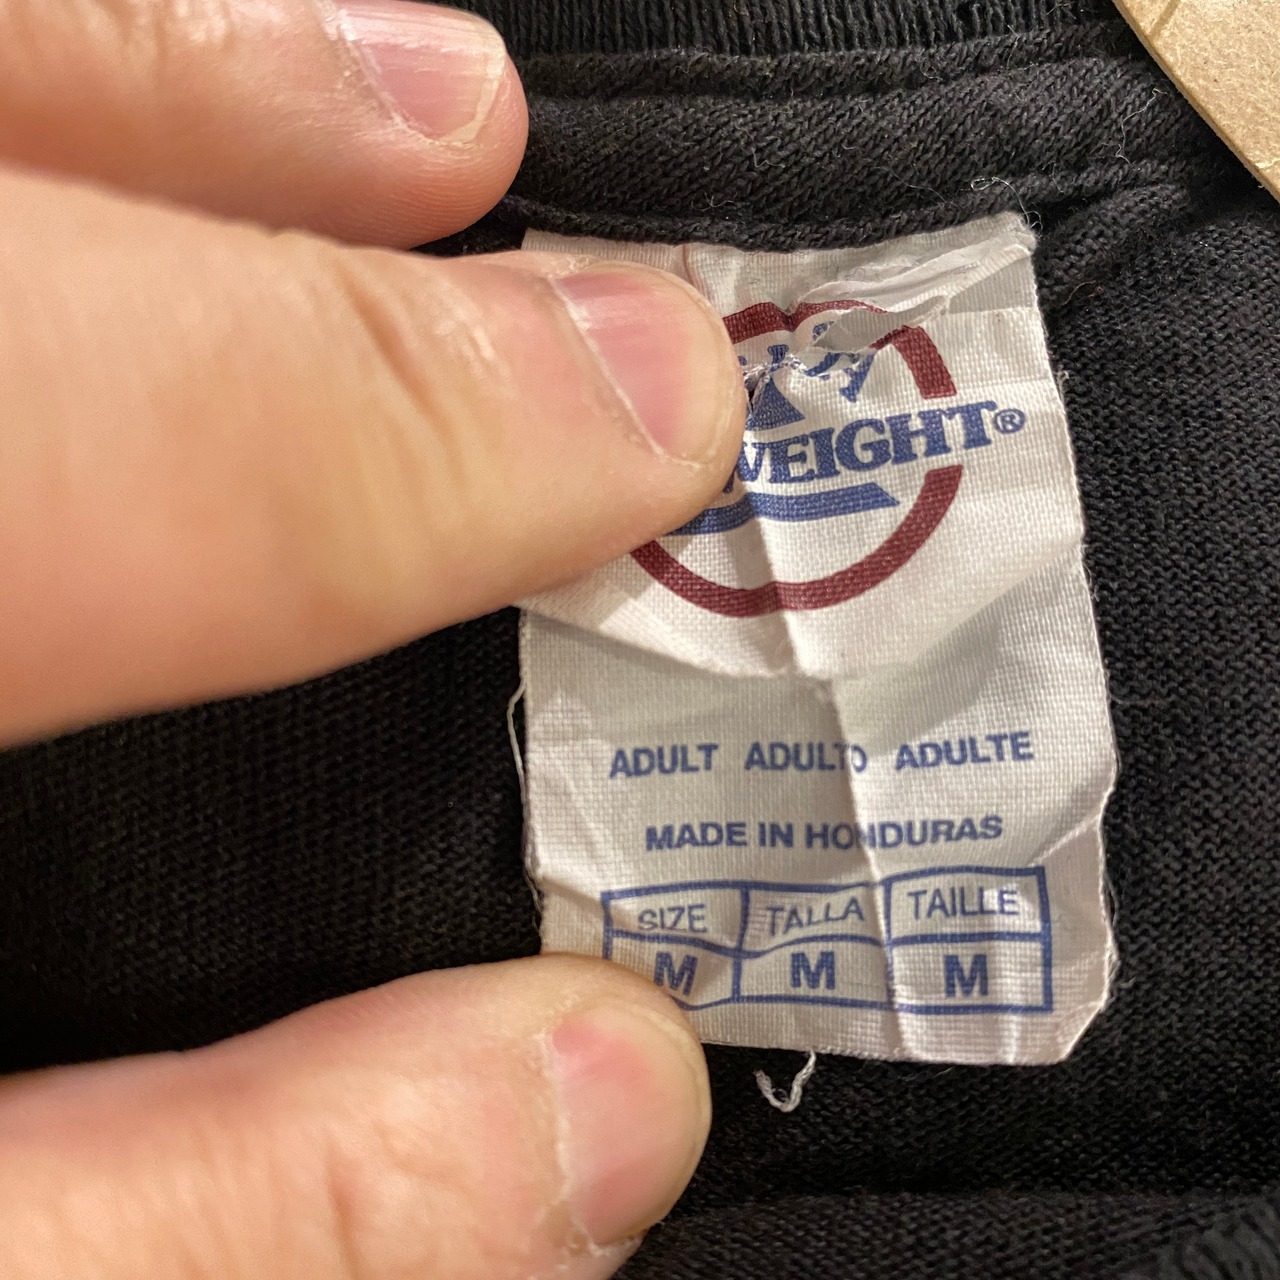 WEIGHT®
ADULT ADULTO ADULTE
MADE IN HONDURAS
SIZE TALLA TAILLE
M M M